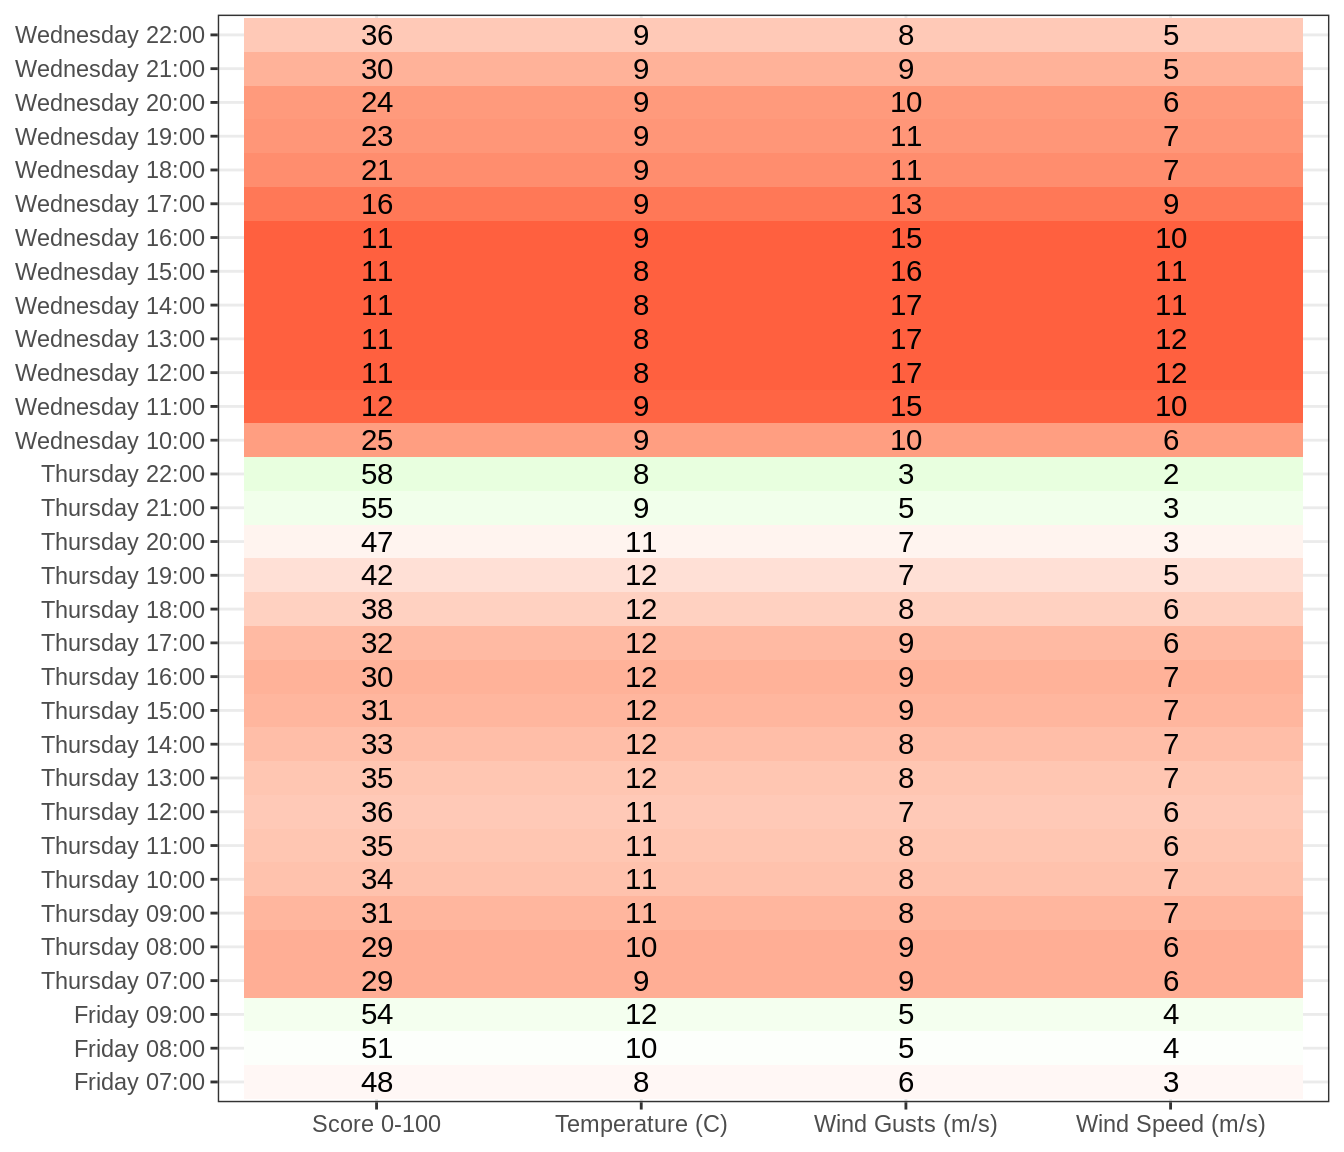 Wednesday 22:00 36 9 8 5
Wednesday 21:00 30 9 9 5
Wednesday 20:00 24 9 10 6
Wednesday 19:00 23 9 11 7
Wednesday 18:00 21 9 11 7
Wednesday 17:00 16 9 13 9
Wednesday 16:00 11 9 15 10
Wednesday 15:00 11 8 16 11
Wednesday 14:00 11 8 17 11
Wednesday 13:00 11 8 17 12
Wednesday 12:00 11 8 17 12
Wednesday 11:00 12 9 15 10
Wednesday 10:00 25 9 10 6
Thursday 22:00 58 8 3 2
Thursday 21:00 55 9 5 3
Thursday 20:00 47 11 7 3
Thursday 19:00 42 12 7 5
Thursday 18:00 38 12 8 6
Thursday 17:00 32 12 9 6
Thursday 16:00 30 12 9 7
Thursday 15:00 31 12 9 7
Thursday 14:00 33 12 8 7
Thursday 13:00 35 12 8 7
Thursday 12:00 36 11 7 6
Thursday 11:00 35 11 8 6
Thursday 10:00 34 11 8 7
Thursday 09:00 31 11 8 7
Thursday 08:00 29 10 9 6
Thursday 07:00 29 9 9 6
Friday 09:00 54 12 5 4
Friday 08:00 51 10 5 4
Friday 07:00 48 8 6 3
Score 0-100 Temperature (C) Wind Gusts (m/s) Wind Speed (m/s)